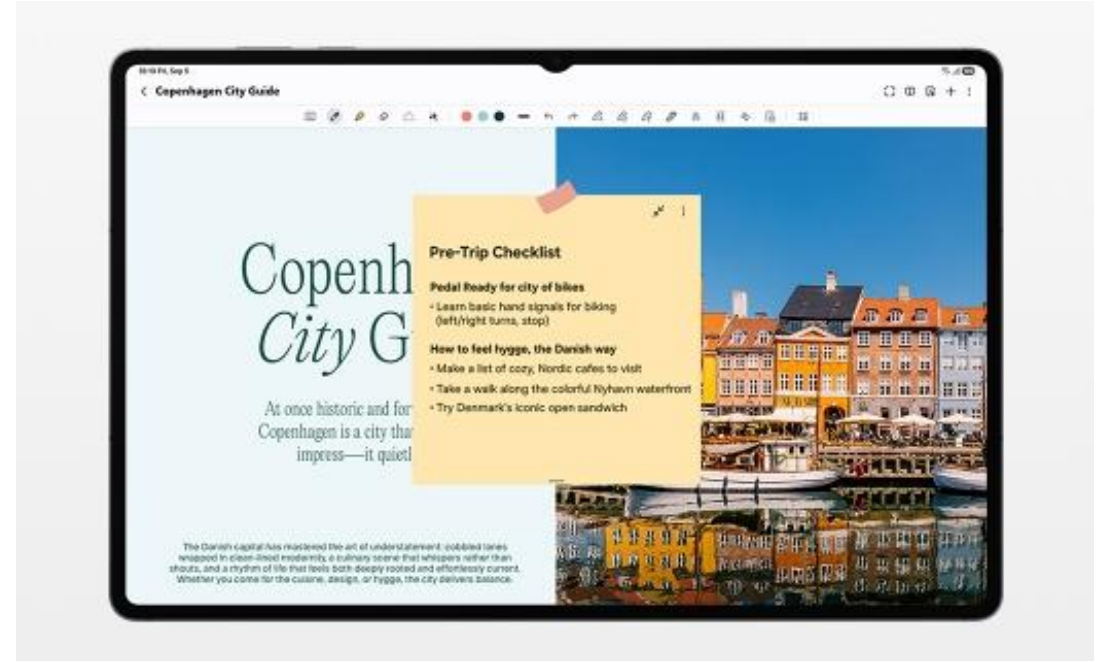 Fri, Sep 5
Copenhagen City Guide
Pre-Trip Checklist
Pedal Ready for city of bikes
• Learn basic hand signals for biking
(left/right turns, stop)
How to feel hygge, the Danish way
• Make a list of cozy, Nordic cafes to visit
• Take a walk along the colorful Nyhavn waterfront
• Try Denmark's iconic open sandwich
Copenh
City G
At once historic and for
Copenhagen is a city tha
impress—it quietl
The Danish capital has mastered the art of understatement: cobbled lanes
wrapped in clean-lined modernity, a culinary scene that whispers rather than
shouts, and a rhythm of life that feels both deeply rooted and effortlessly current.
Whether you come for the cuisine, design, or hygge, the city delivers balance.